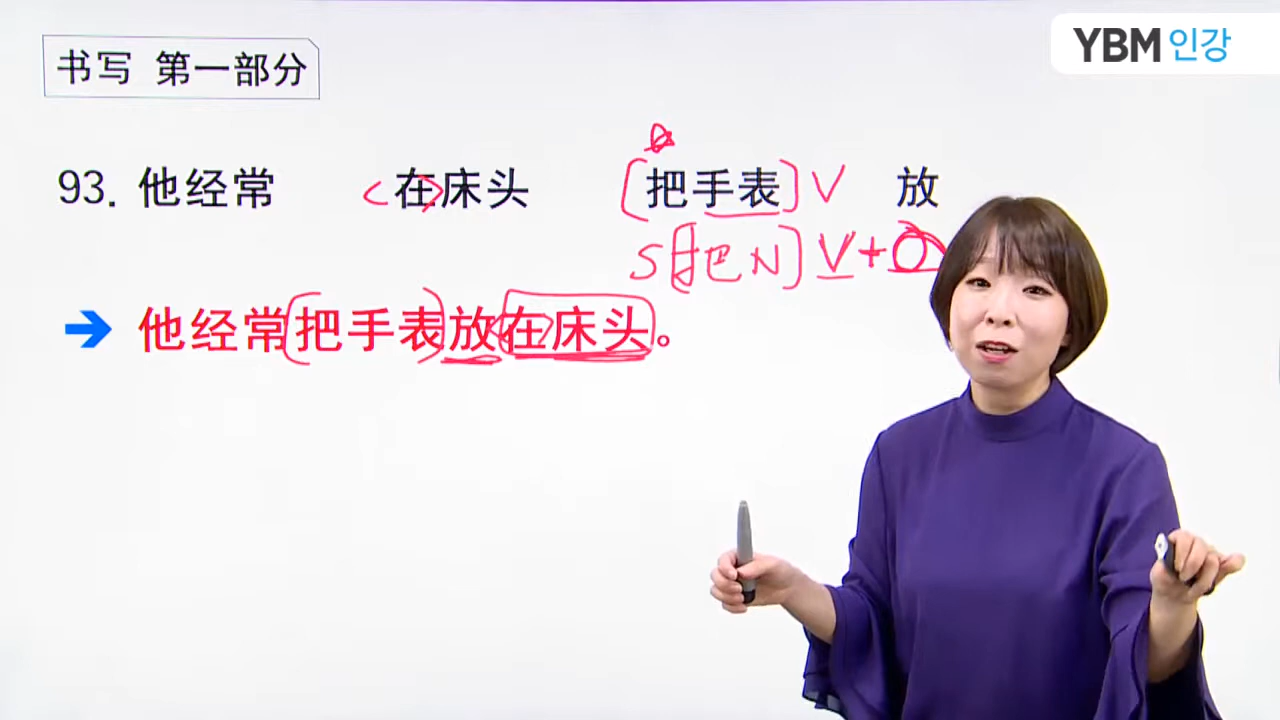 YBM 인강
书写 第一部分
93. 他经常 <在>床头 [把手表] V 放
S [把 N] V + O
他经常(把手表)放<在>床头。